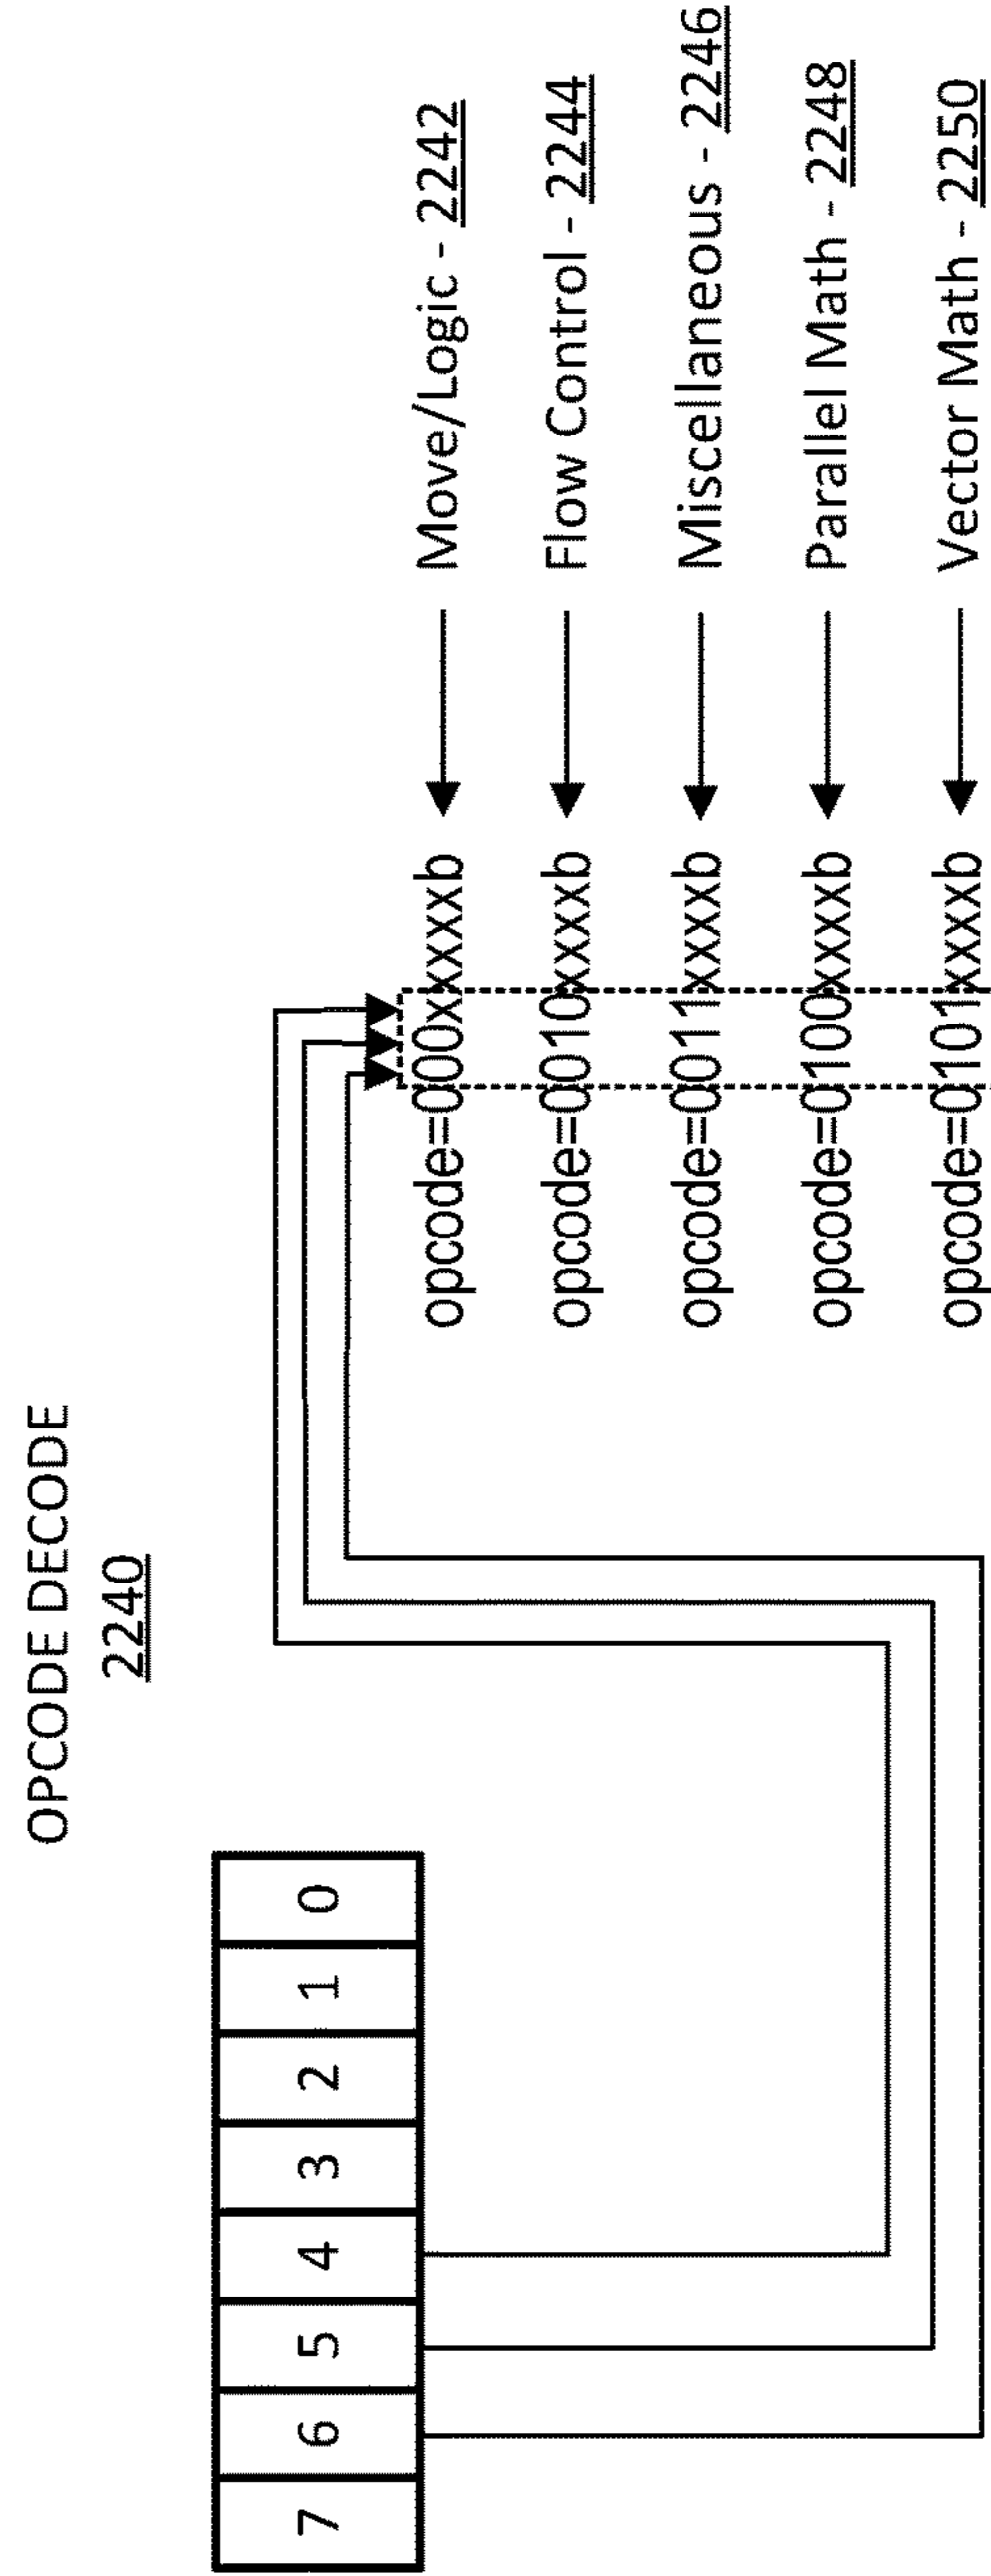 OPCODE DECODE
2240
7 6 5 4 3 2 1 0
opcode=000xxxxxb Move/Logic - 2242
opcode=0010xxxxb Flow Control - 2244
opcode=0011xxxxb Miscellaneous - 2246
opcode=0100xxxxb Parallel Math - 2248
opcode=0101xxxxb Vector Math - 2250